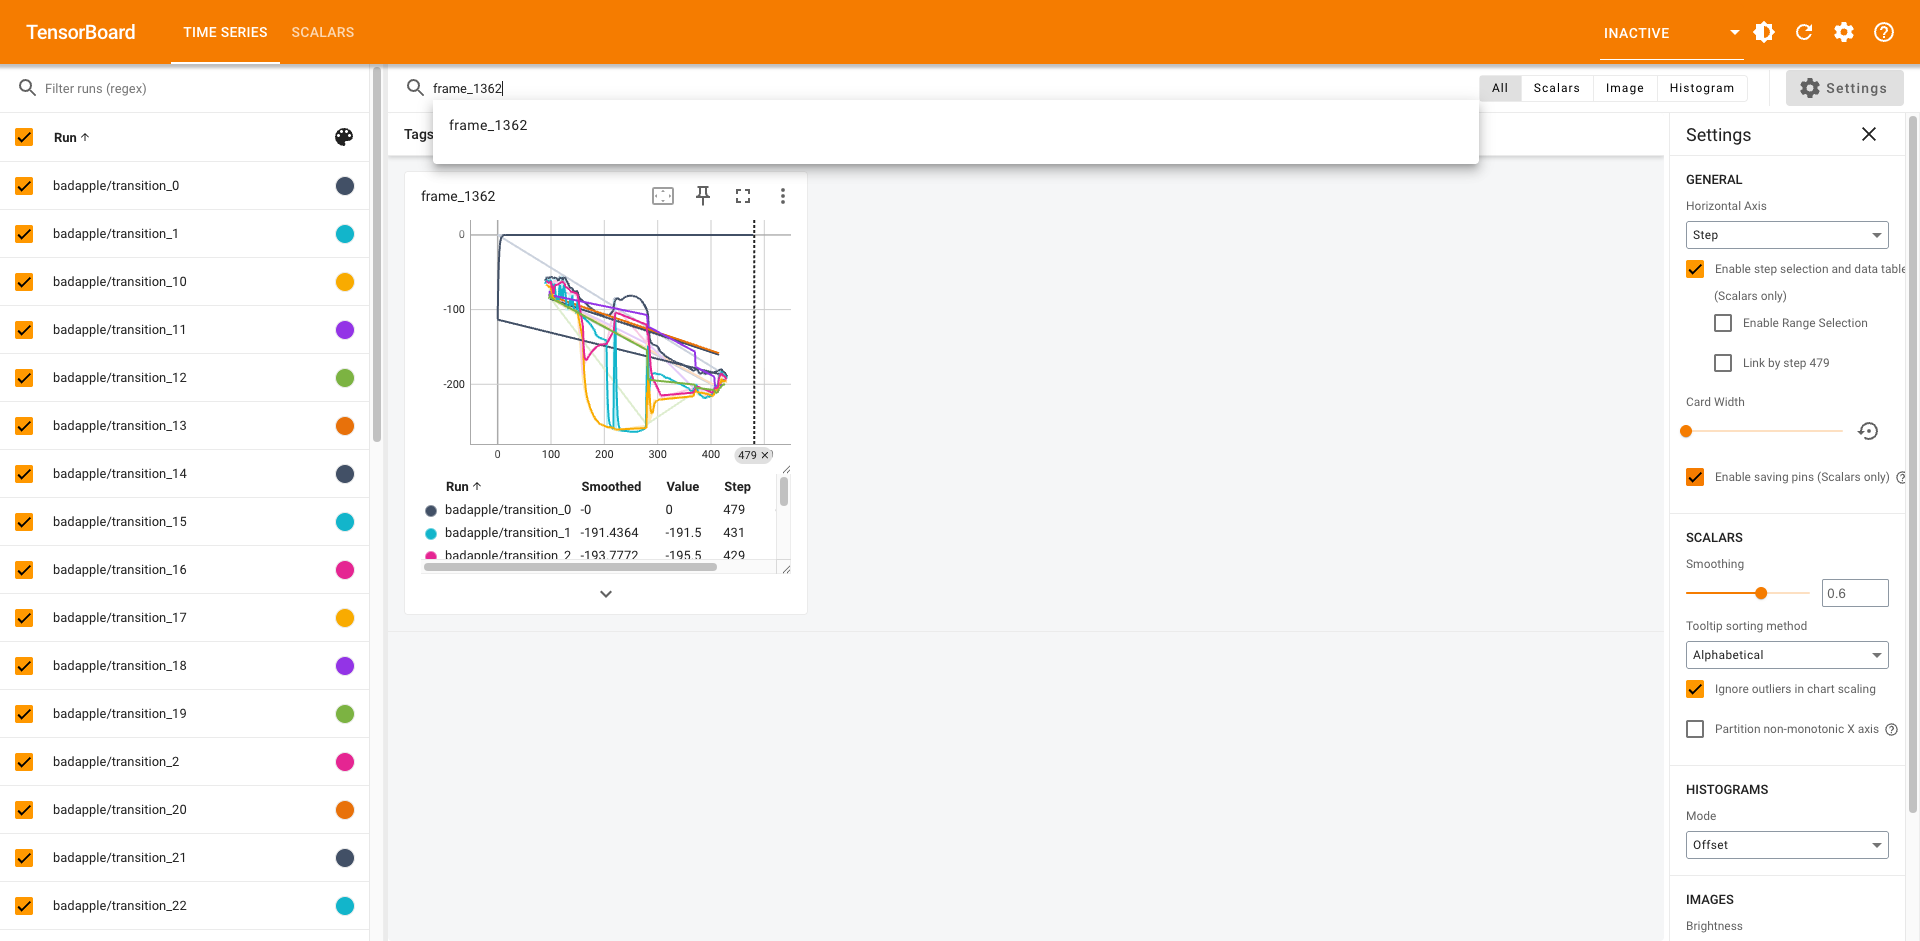 TensorBoard
TIME SERIES
SCALARS
INACTIVE
Filter runs (regex)
frame_1362
All
Scalars
Image
Histogram
Settings
frame_1362
Run
Tags
badapple/transition_0
badapple/transition_1
badapple/transition_10
badapple/transition_11
badapple/transition_12
badapple/transition_13
badapple/transition_14
badapple/transition_15
badapple/transition_16
badapple/transition_17
badapple/transition_18
badapple/transition_19
badapple/transition_2
badapple/transition_20
badapple/transition_21
badapple/transition_22
frame_1362
0
-100
-200
0 100 200 300 400 479
Run Smoothed Value Step
badapple/transition_0 -0 0 479
badapple/transition_1 -191.4364 -191.5 431
badapple/transition_2 -193.7772 -195.5 429
Settings
GENERAL
Horizontal Axis
Step
Enable step selection and data table
(Scalars only)
Enable Range Selection
Link by step 479
Card Width
Enable saving pins (Scalars only)
SCALARS
Smoothing
0.6
Tooltip sorting method
Alphabetical
Ignore outliers in chart scaling
Partition non-monotonic X axis
HISTOGRAMS
Mode
Offset
IMAGES
Brightness